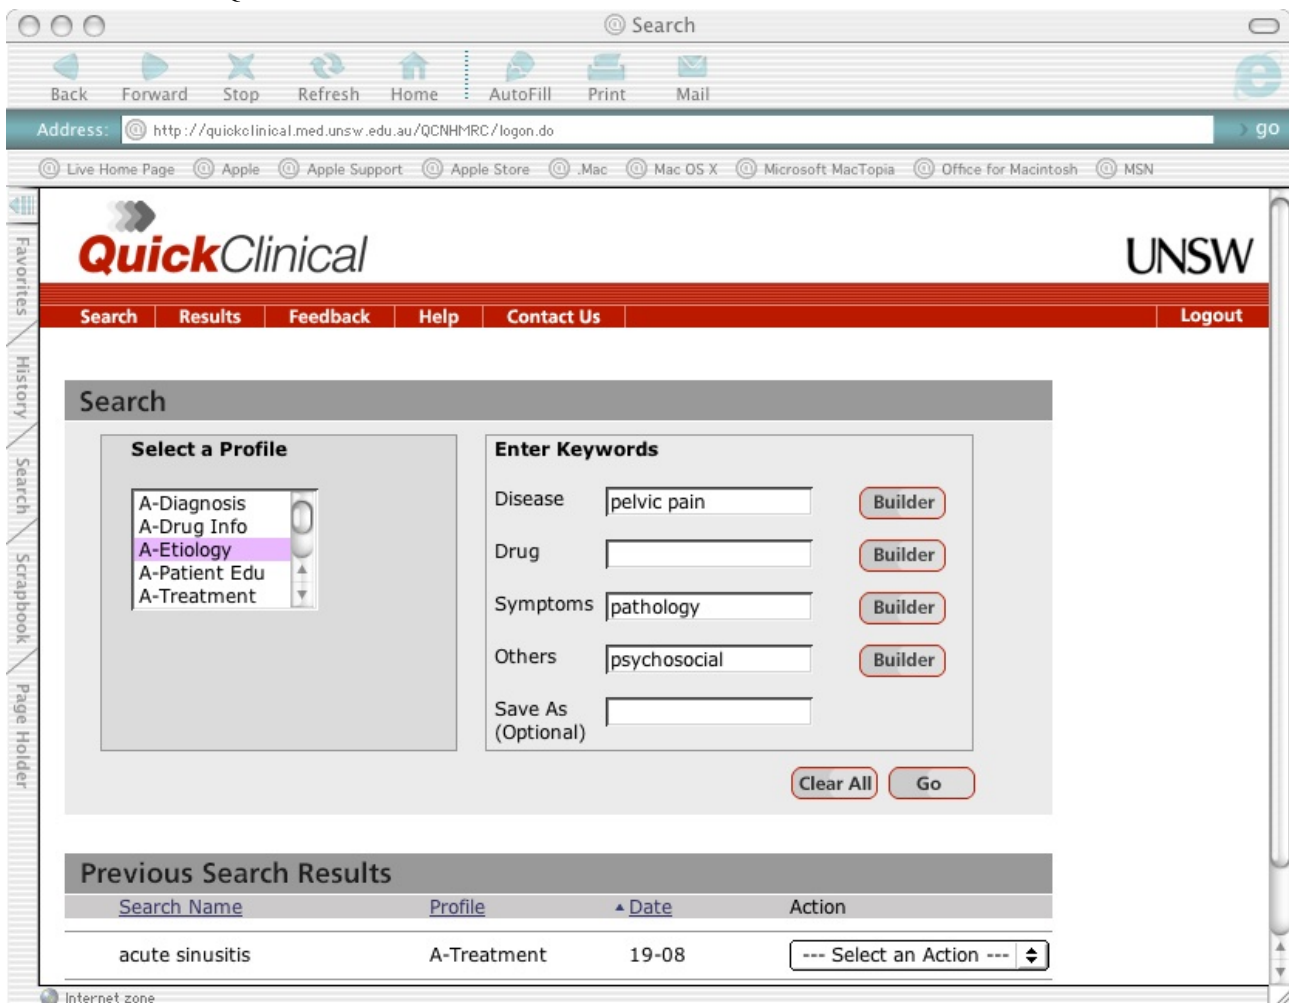 @ Search
Back Forward Stop Refresh Home AutoFill Print Mail
Address: @ http://quickclinical.med.unsw.edu.au/QCNHMRC/logon.do go
@ Live Home Page @ Apple @ Apple Support @ Apple Store @ .Mac @ Mac OS X @ Microsoft MacTopia @ Office for Macintosh @ MSN
Favorites
History
Search
Scrapbook
Page Holder
QuickClinical
UNSW
Search Results Feedback Help Contact Us Logout
Search
Select a Profile
A-Diagnosis
A-Drug Info
A-Etiology
A-Patient Edu
A-Treatment
Enter Keywords
Disease pelvic pain Builder
Drug Builder
Symptoms pathology Builder
Others psychosocial Builder
Save As
(Optional)
Clear All Go
Previous Search Results
Search Name Profile Date Action
acute sinusitis A-Treatment 19-08 --- Select an Action ---
Internet zone